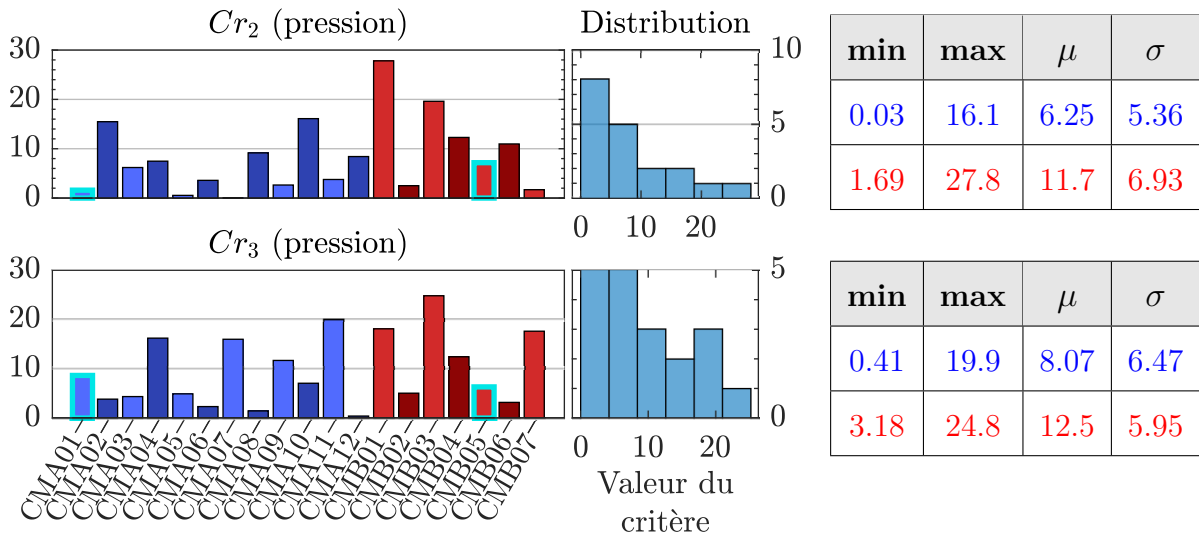 Cr₂ (pression)
Distribution
30
20
10
0
10
5
0
0 10 20
min max μ σ
0.03 16.1 6.25 5.36
1.69 27.8 11.7 6.93
Cr₃ (pression)
30
20
10
0
5
0
0 10 20
CMA01
CMA02
CMA03
CMA04
CMA05
CMA06
CMA07
CMA08
CMA09
CMA10
CMA11
CMA12
CMB01
CMB02
CMB03
CMB04
CMB05
CMB06
CMB07
Valeur du
critère
min max μ σ
0.41 19.9 8.07 6.47
3.18 24.8 12.5 5.95